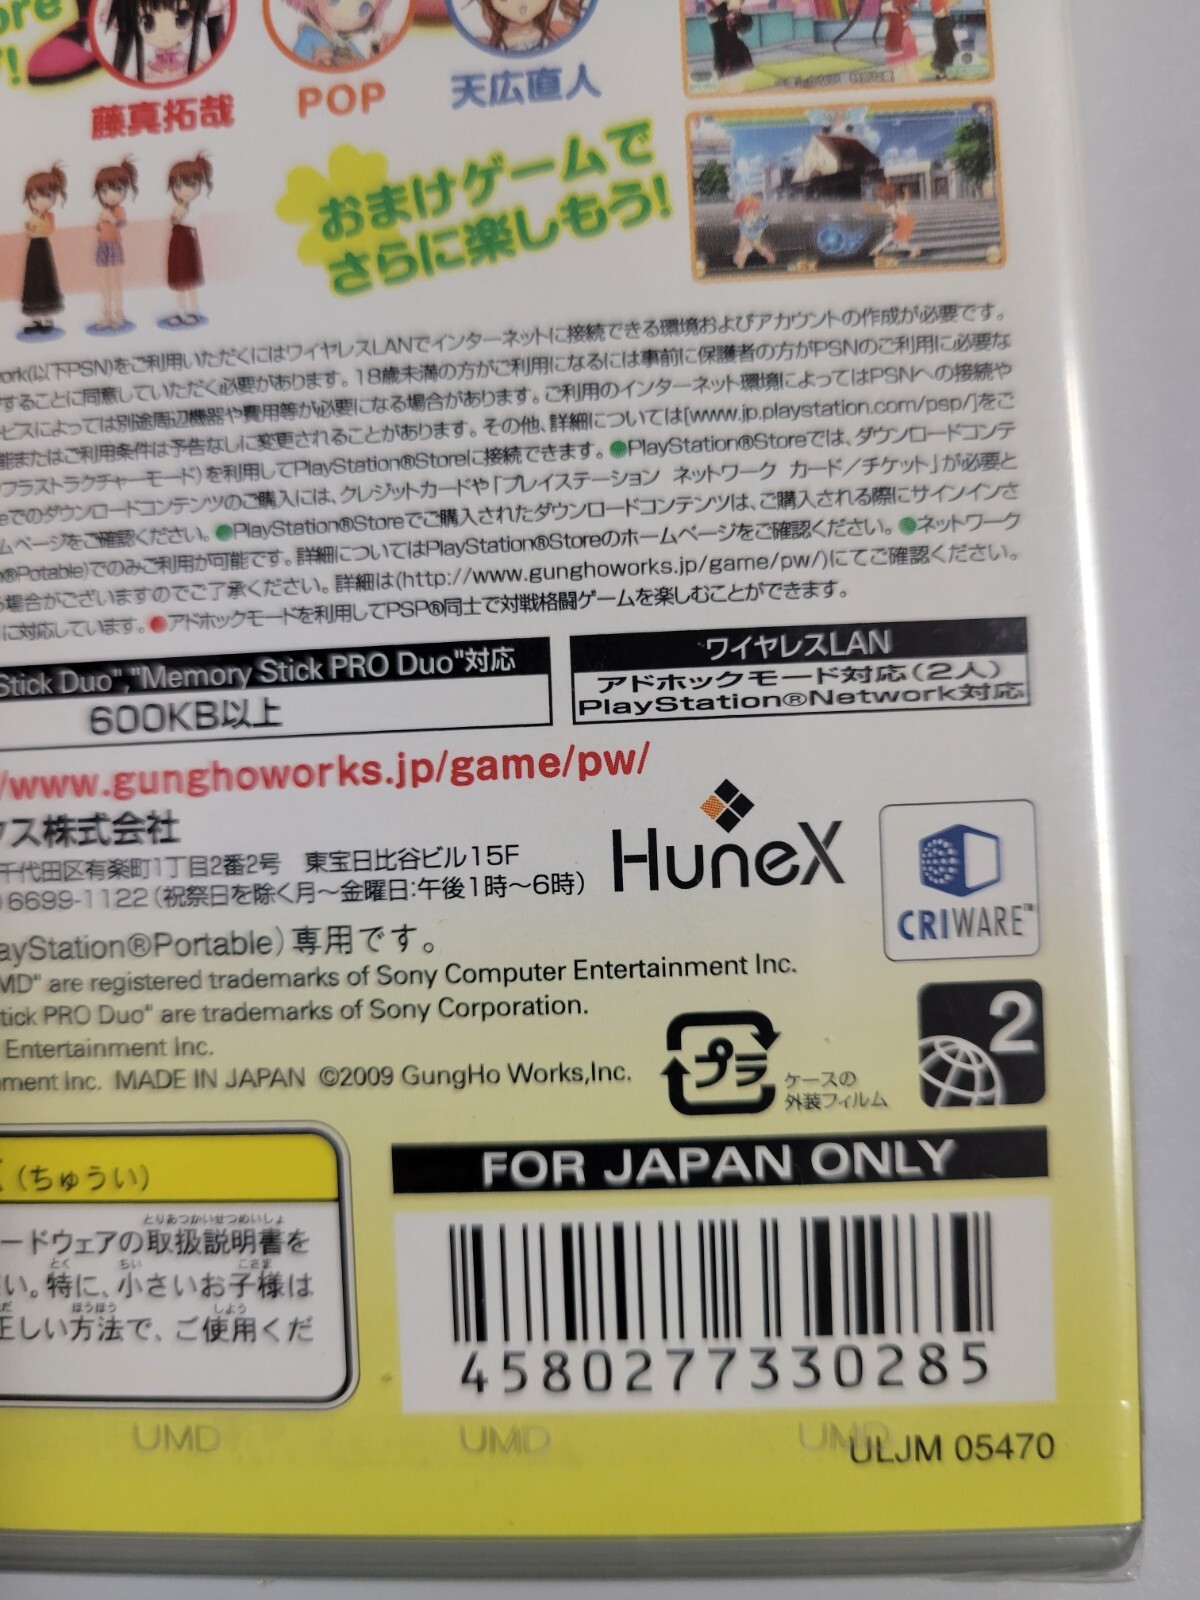 ore
!
藤真拓哉
POP
天広直人
おまけゲームで
さらに楽しもう!
work(以下PSN)をご利用いただくにはワイヤレスLANでインターネットに接続できる環境およびアカウントの作成が必要です。
することに同意していただく必要があります。18歳未満の方がご利用になるには事前に保護者の方がPSNのご利用に必要な
ービスによっては別途周辺機器や費用等が必要になる場合があります。ご利用のインターネット環境によってはPSNへの接続や
能またはご利用条件は予告なしに変更されることがあります。その他、詳細については[www.jp.playstation.com/psp/]をご
フラストラクチャーモード)を利用してPlayStation®Storeに接続できます。●PlayStation®Storeでは、ダウンロードコンテ
eでのダウンロードコンテンツのご購入には、クレジットカードや「プレイステーション ネットワーク カード/チケット」が必要と
ムページをご確認ください。●PlayStation®Storeでご購入されたダウンロードコンテンツは、ご購入される際にサインインさ
®Potable)でのみご利用が可能です。詳細についてはPlayStation®Storeのホームページをご確認ください。●ネットワーク
る場合がございますのでご了承ください。詳細は(http://www.gunghoworks.jp/game/pw/)にてご確認ください。
に対応しています。●アドホックモードを利用してPSP®同士で対戦格闘ゲームを楽しむことができます。
Stick Duo","Memory Stick PRO Duo"対応
600KB以上
ワイヤレスLAN
アドホックモード対応(2人)
PlayStation®Network対応
/www.gunghoworks.jp/game/pw/
クス株式会社
千代田区有楽町1丁目2番2号 東宝日比谷ビル15F
)6699-1122(祝祭日を除く月～金曜日:午後1時～6時)
HuneX
CRIWARE™
layStation®Portable)専用です。
MD" are registered trademarks of Sony Computer Entertainment Inc.
tick PRO Duo" are trademarks of Sony Corporation.
Entertainment Inc.
nment Inc. MADE IN JAPAN ©2009 GungHo Works,Inc.
プラ
ケースの
外装フィルム
2
FOR JAPAN ONLY
(ちゅうい)
とりあつかいせつめいしょ
ードウェアの取扱説明書を
とく ちい こさま
い。特に、小さいお子様は
だ ほうほう しよう
正しい方法で、ご使用くだ
4580277330285
UMD UMD UMD
ULJM 05470